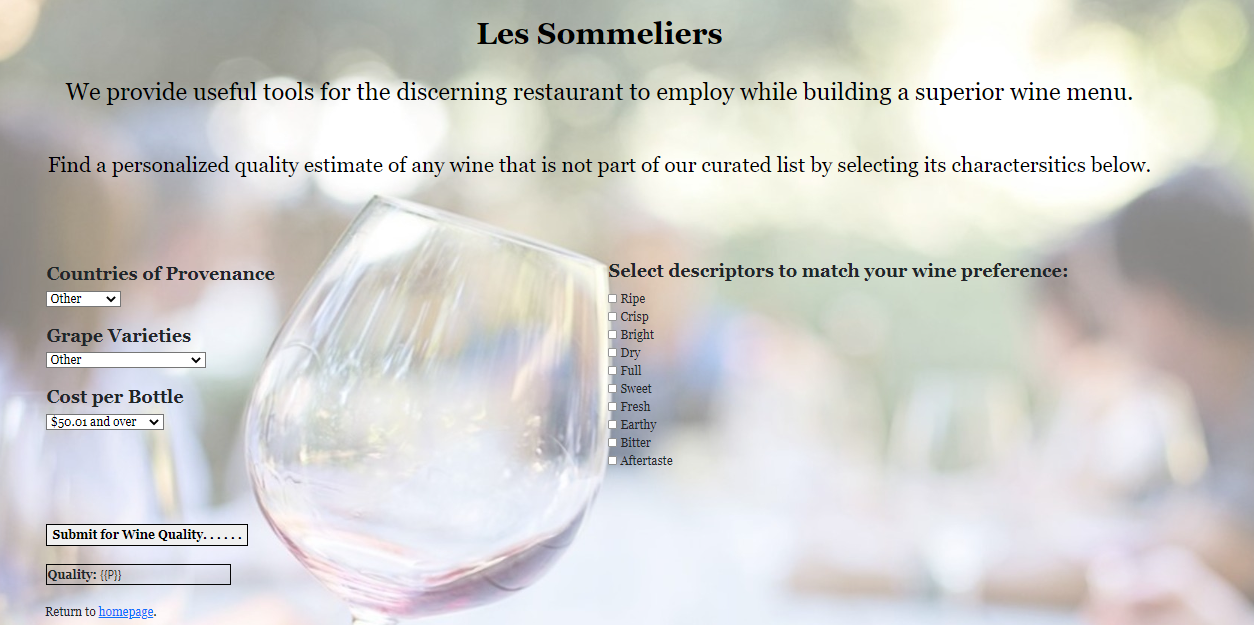 Les Sommeliers
We provide useful tools for the discerning restaurant to employ while building a superior wine menu.
Find a personalized quality estimate of any wine that is not part of our curated list by selecting its charactersitics below.
Countries of Provenance
Other
Grape Varieties
Other
Cost per Bottle
$50.01 and over
Select descriptors to match your wine preference:
Ripe
Crisp
Bright
Dry
Full
Sweet
Fresh
Earthy
Bitter
Aftertaste
Submit for Wine Quality. . . . . .
Quality: {{P}}
Return to homepage.